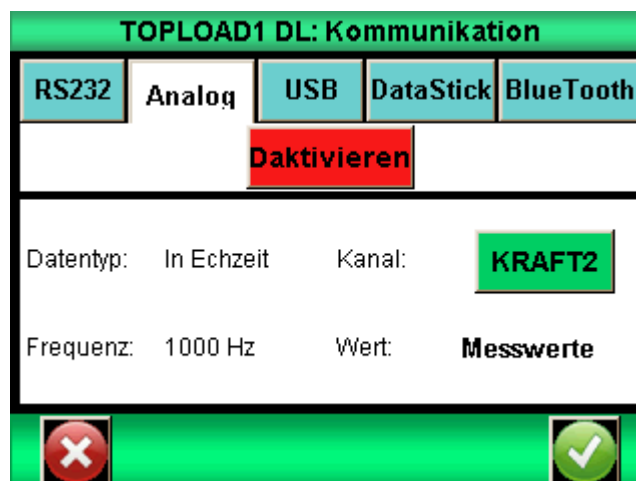 TOPLOAD1 DL: Kommunikation
RS232 Analog USB DataStick BlueTooth
Daktivieren
Datentyp: In Echzeit Kanal: KRAFT2
Frequenz: 1000 Hz Wert: Messwerte